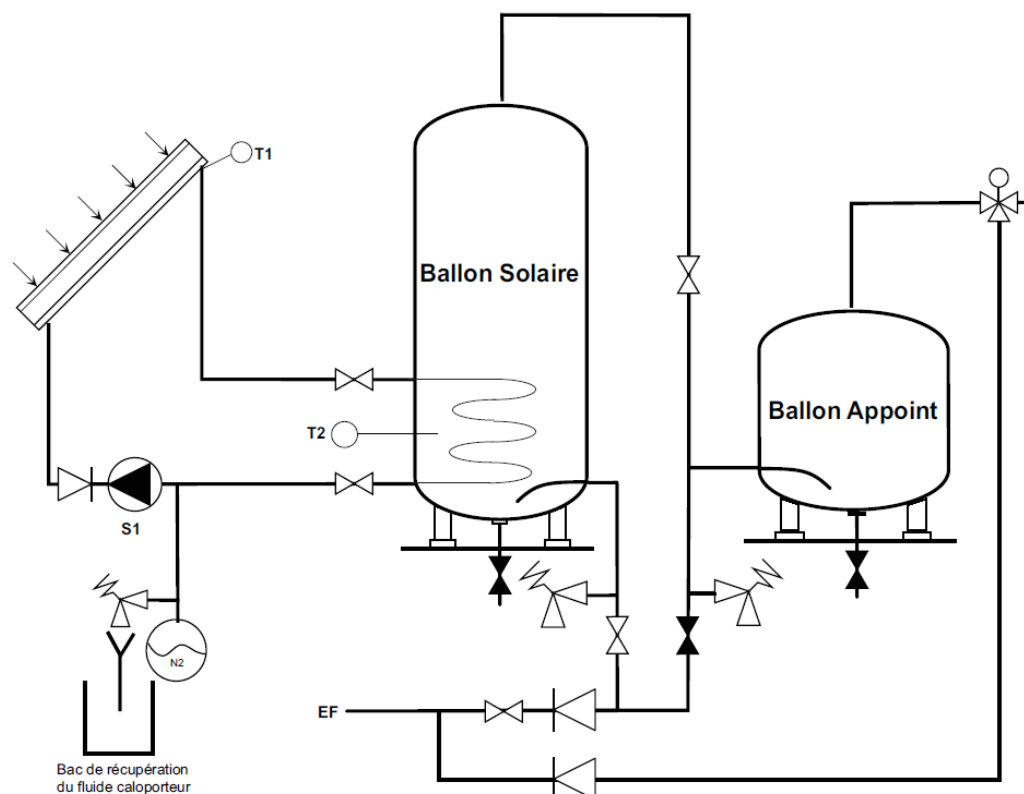 T1
Ballon Solaire
Ballon Appoint
T2
S1
N2
EF
Bac de récupération
du fluide caloporteur